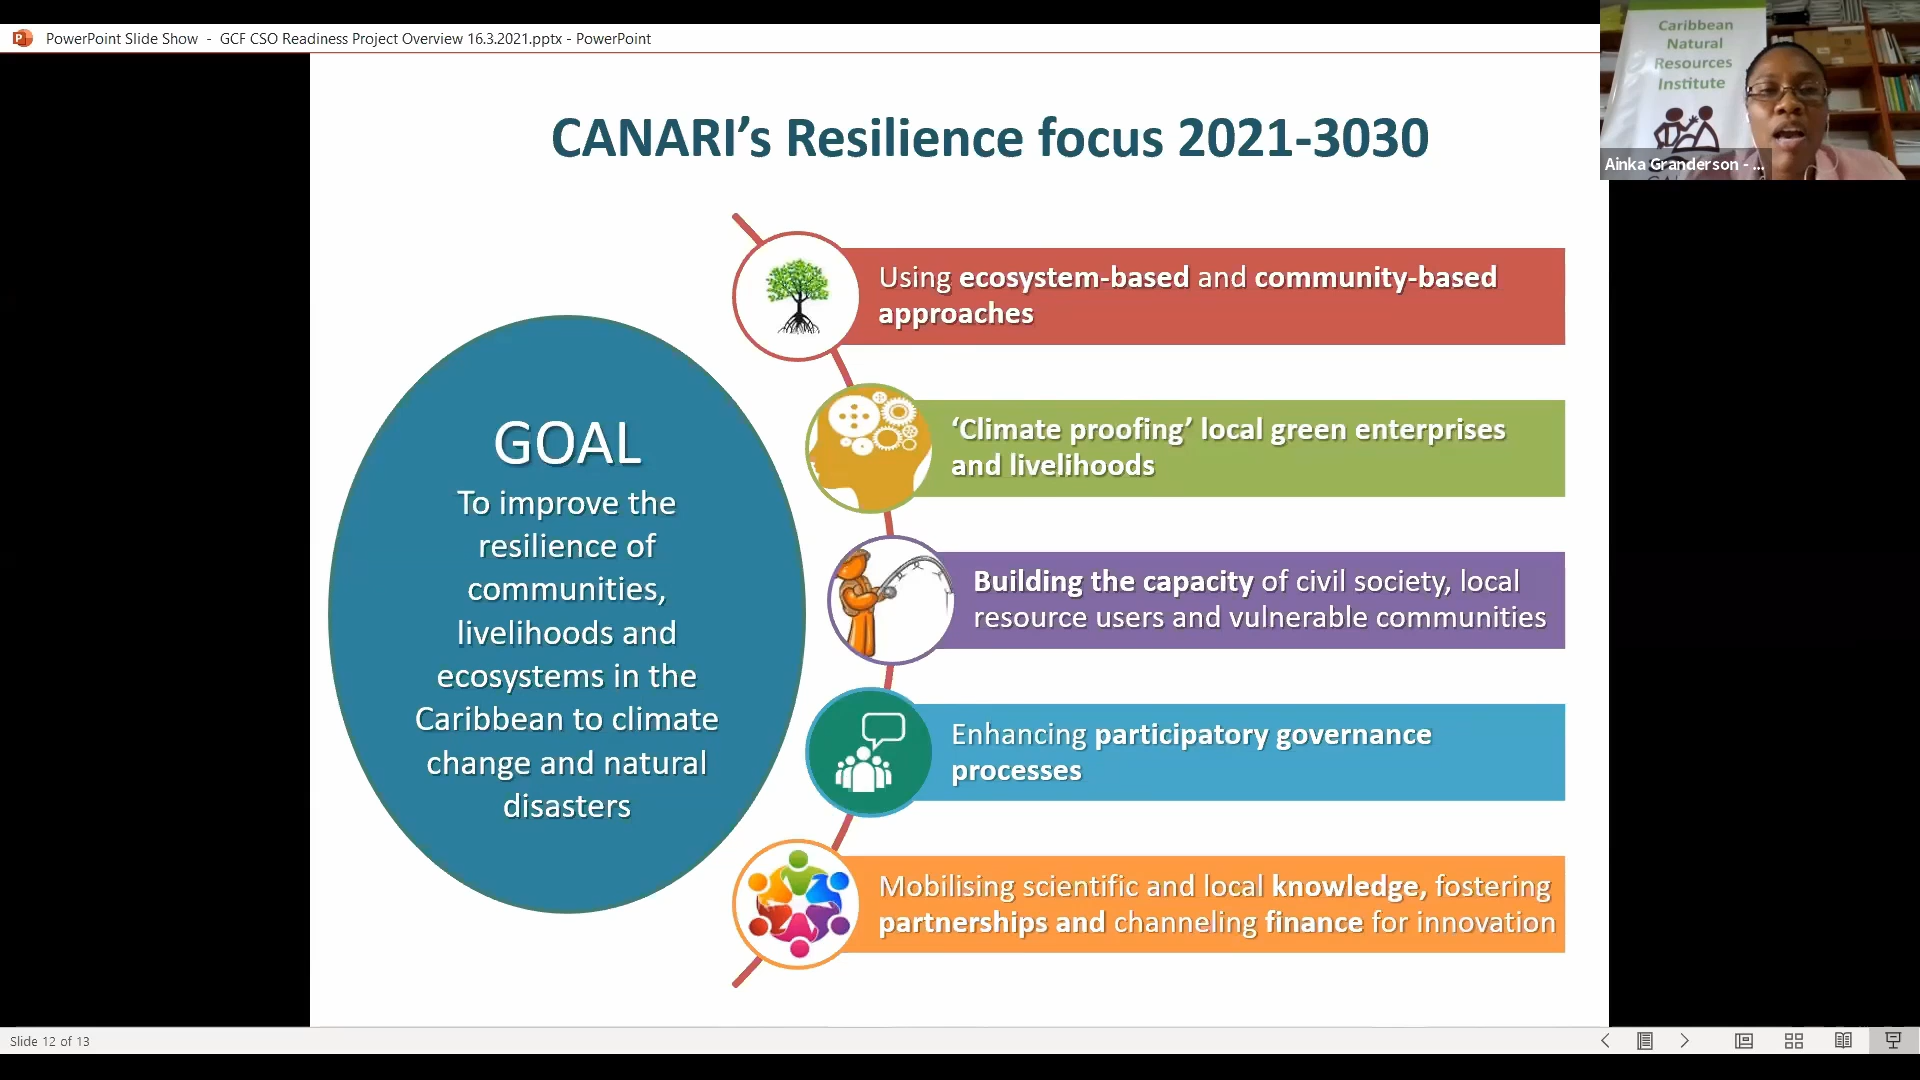 PowerPoint Slide Show - GCF CSO Readiness Project Overview 16.3.2021.pptx - PowerPoint
Caribbean
Natural
Resources
Institute
Ainka Granderson - ...
CANARI’s Resilience focus 2021-3030
GOAL
To improve the
resilience of
communities,
livelihoods and
ecosystems in the
Caribbean to climate
change and natural
disasters
Using ecosystem-based and community-based
approaches
‘Climate proofing’ local green enterprises
and livelihoods
Building the capacity of civil society, local
resource users and vulnerable communities
Enhancing participatory governance
processes
Mobilising scientific and local knowledge, fostering
partnerships and channeling finance for innovation
Slide 12 of 13